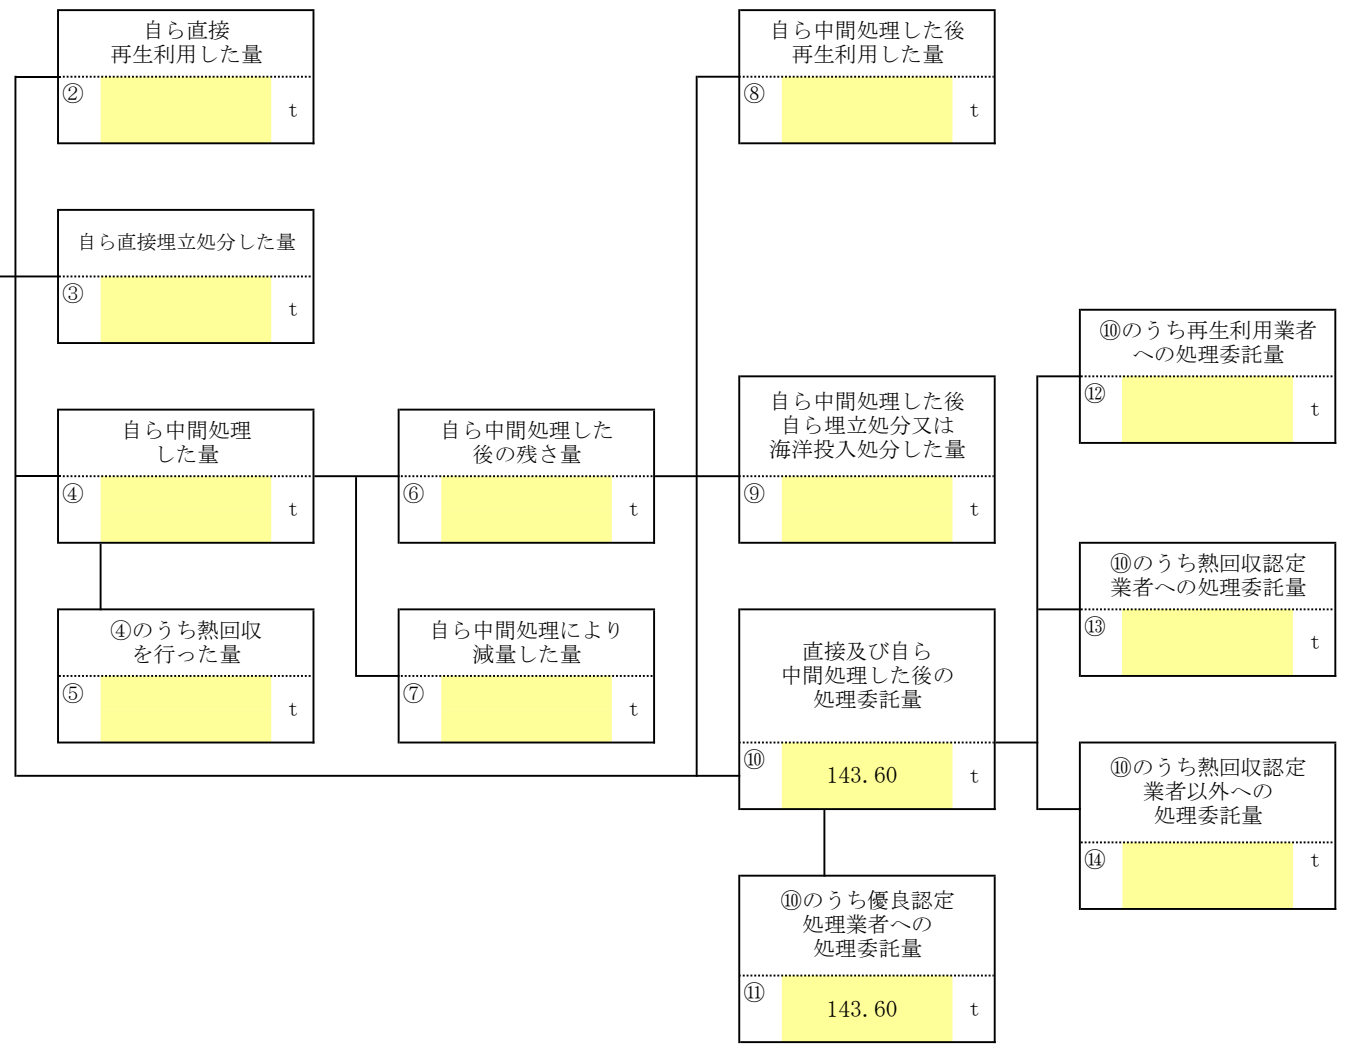 自ら直接
再生利用した量
②
t
自ら中間処理した後
再生利用した量
⑧
t
自ら直接埋立処分した量
③
t
⑩のうち再生利用業者
への処理委託量
⑫
t
自ら中間処理
した量
④
t
自ら中間処理した
後の残さ量
⑥
t
自ら中間処理した後
自ら埋立処分又は
海洋投入処分した量
⑨
t
⑩のうち熱回収認定
業者への処理委託量
⑬
t
④のうち熱回収
を行った量
⑤
t
自ら中間処理により
減量した量
⑦
t
直接及び自ら
中間処理した後の
処理委託量
⑩
143.60
t
⑩のうち熱回収認定
業者以外への
処理委託量
⑭
t
⑩のうち優良認定
処理業者への
処理委託量
⑪
143.60
t